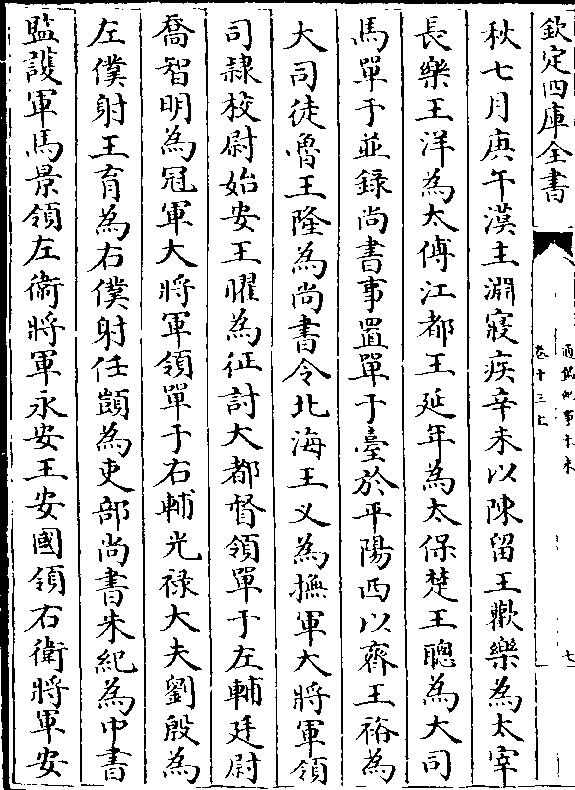 欽定四庫全書
通鑑紀事本末
卷十三上
七
秋七月庚午漢主淵寢疾辛未以陳留王歡樂為太宰
長樂王洋為太傅江都王延年為太保楚王聰為大司
馬單于並録尚書事置單于臺於平陽西以齊王裕為
大司徒魯王隆為尚書令北海王乂為撫軍大將軍領
司隷校尉始安王曜為征討大都督領單于左輔廷尉
喬智明為冠軍大將軍領單于右輔光禄大夫劉殷為
左僕射王育為右僕射任顗為吏部尚書朱紀為中書
監護軍馬景領左衛將軍永安王安國領右衛將軍安